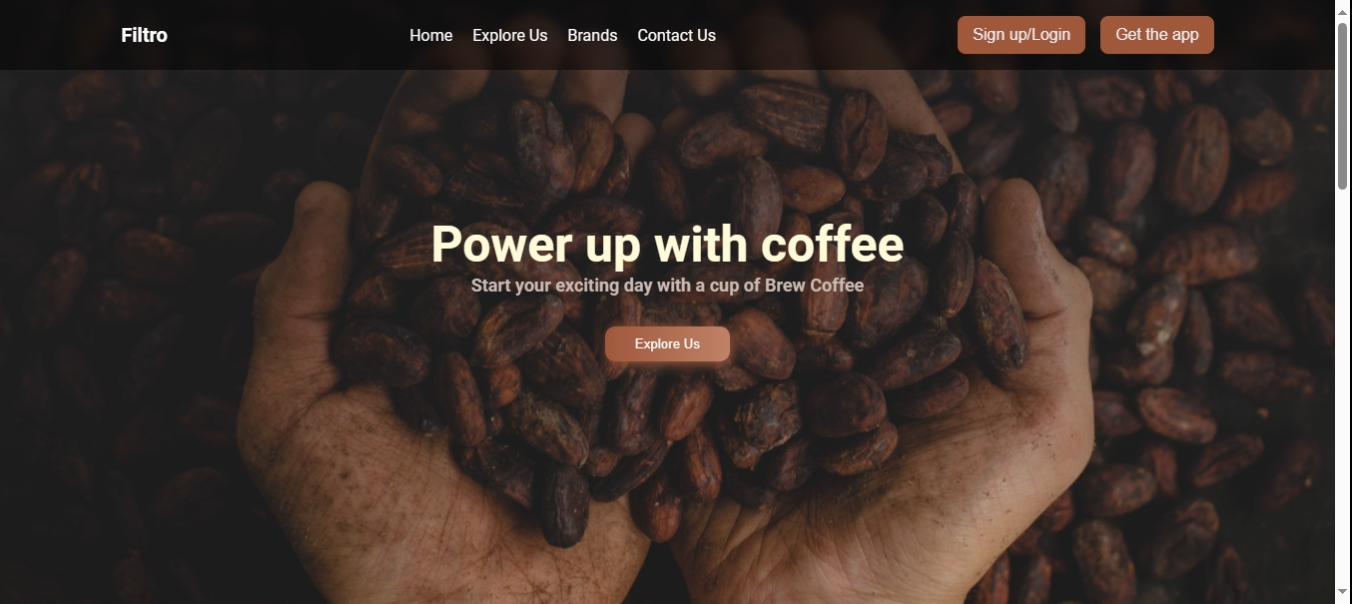 Filtro
Home Explore Us Brands Contact Us
Sign up/Login Get the app
Power up with coffee
Start your exciting day with a cup of Brew Coffee
Explore Us